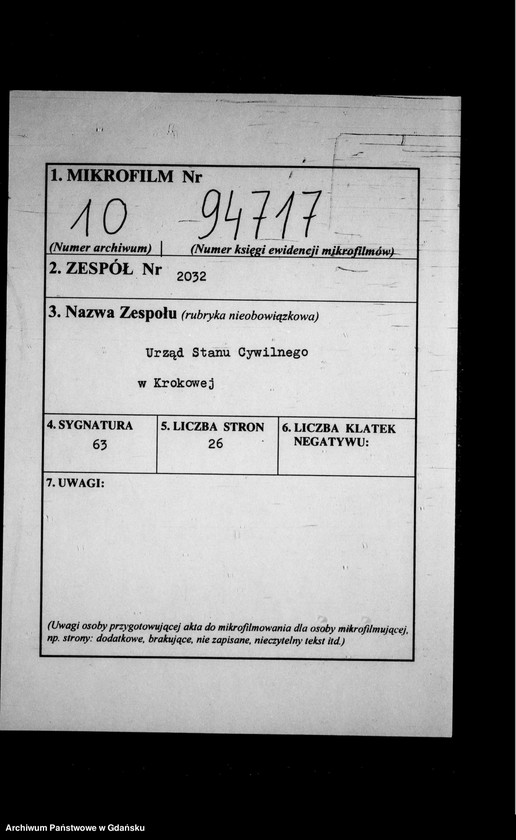 1. MIKROFILM Nr
10 94717
(Numer archiwum) (Numer księgi ewidencji mikrofilmów)
2. ZESPÓŁ Nr 2032
3. Nazwa Zespołu (rubryka nieobowiązkowa)
Urząd Stanu Cywilnego
w Krokowej
4. SYGNATURA
63
5. LICZBA STRON
26
6. LICZBA KLATEK
NEGATYWU:
7. UWAGI:
(Uwagi osoby przygotowującej akta do mikrofilmowania dla osoby mikrofilmującej,
np. strony: dodatkowe, brakujące, nie zapisane, nieczytelny tekst itd.)
Archiwum Państwowe w Gdańsku